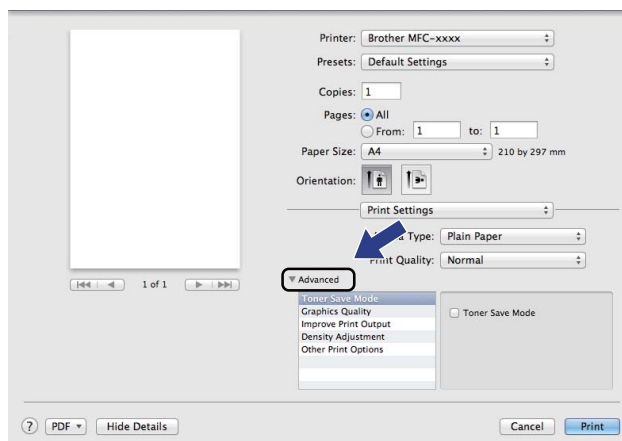 Printer: Brother MFC-xxxx
Presets: Default Settings
Copies: 1
Pages: All
From: 1 to: 1
Paper Size: A4 210 by 297 mm
Orientation:
Print Settings
Type: Plain Paper
Print Quality: Normal
1 of 1
Advanced
Toner Save Mode
Graphics Quality
Improve Print Output
Density Adjustment
Other Print Options
Toner Save Mode
? PDF Hide Details Cancel Print